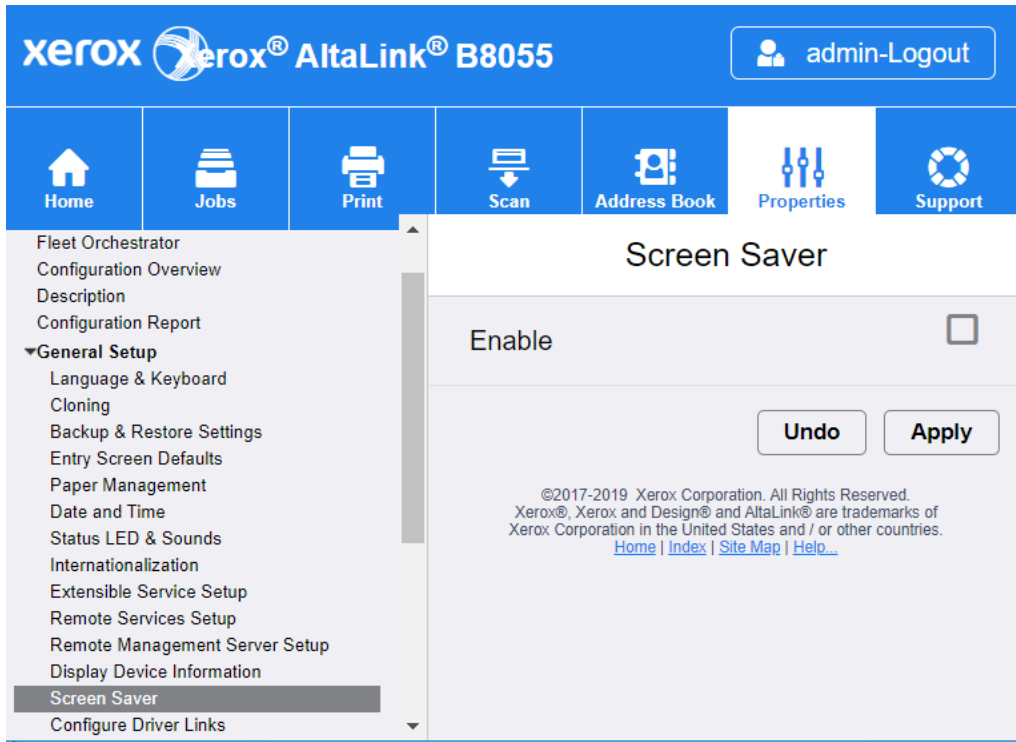 xerox Xerox® AltaLink® B8055
admin-Logout
Home
Jobs
Print
Scan
Address Book
Properties
Support
Fleet Orchestrator
Configuration Overview
Description
Configuration Report
General Setup
Language & Keyboard
Cloning
Backup & Restore Settings
Entry Screen Defaults
Paper Management
Date and Time
Status LED & Sounds
Internationalization
Extensible Service Setup
Remote Services Setup
Remote Management Server Setup
Display Device Information
Screen Saver
Configure Driver Links
Screen Saver
Enable
Undo
Apply
©2017-2019 Xerox Corporation. All Rights Reserved.
Xerox®, Xerox and Design® and AltaLink® are trademarks of
Xerox Corporation in the United States and / or other countries.
Home | Index | Site Map | Help...